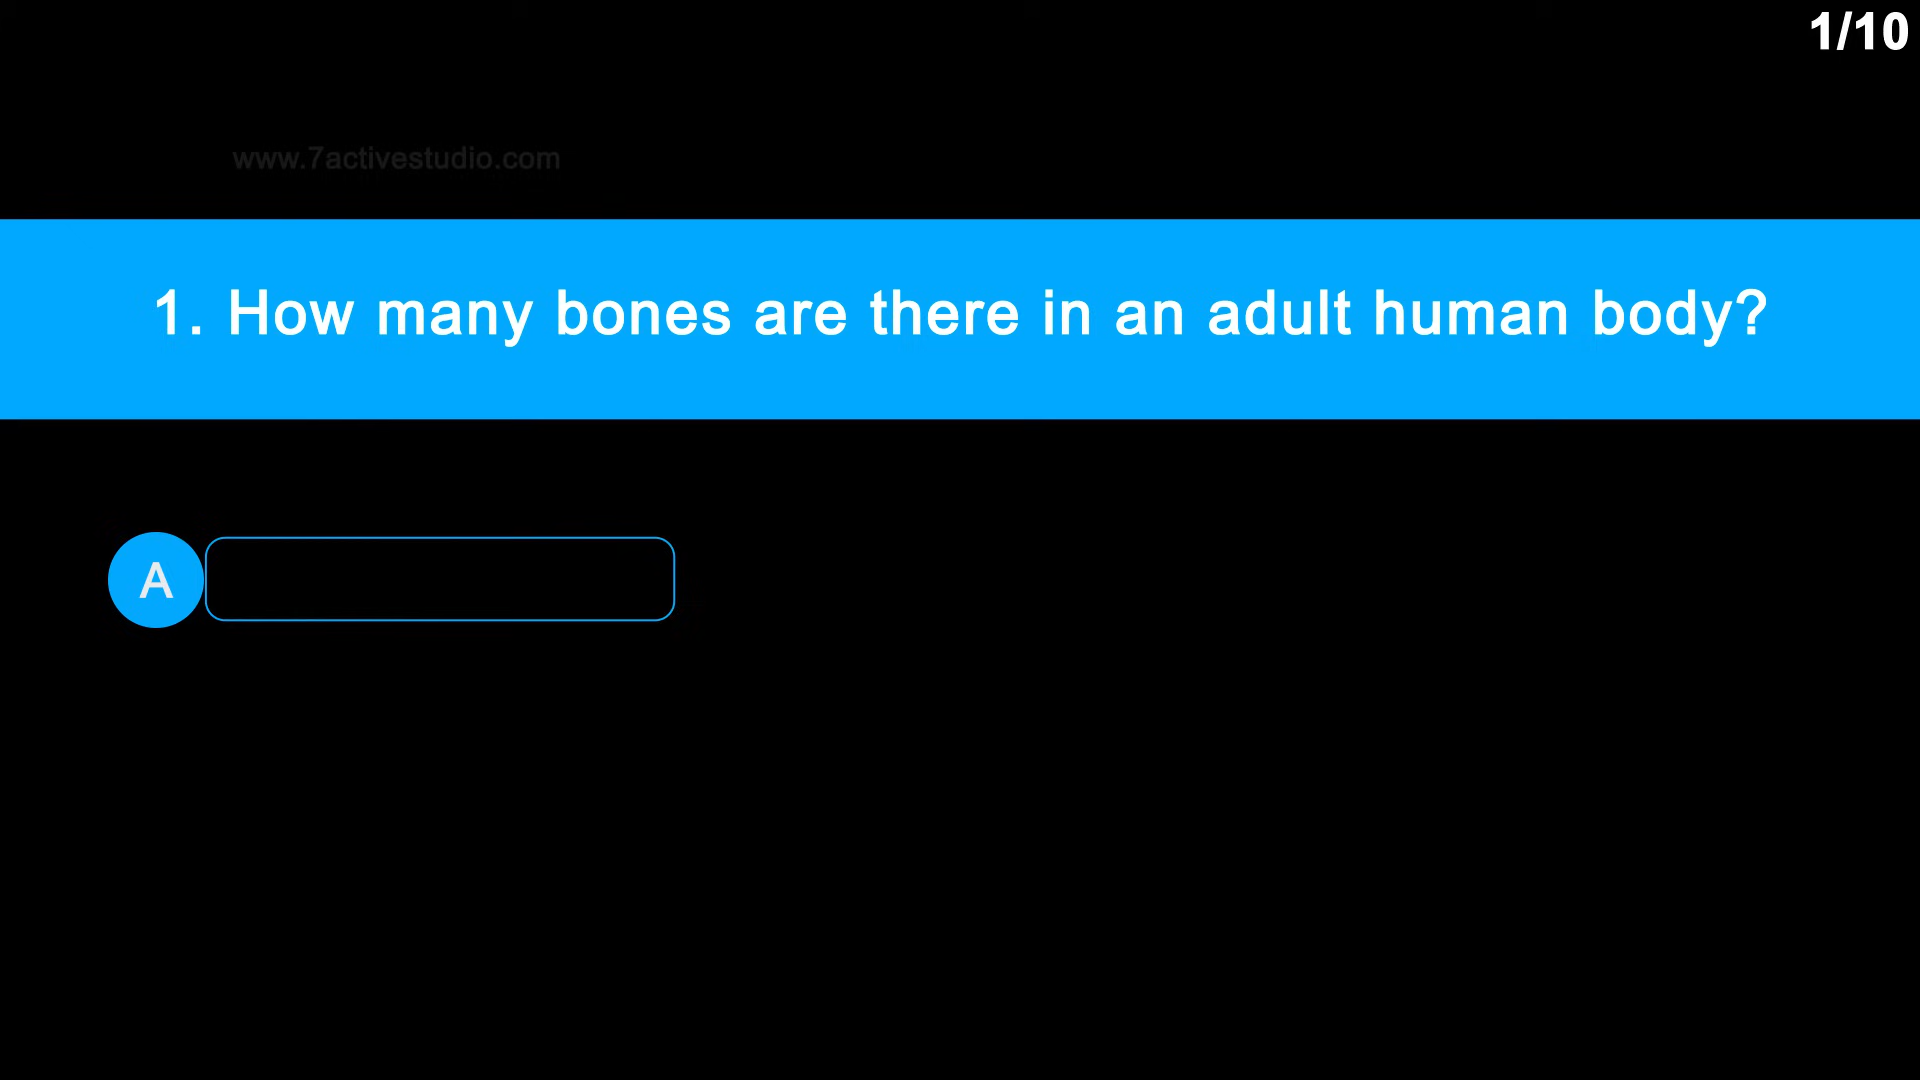 1/10
www.7activestudio.com
1. How many bones are there in an adult human body?
A